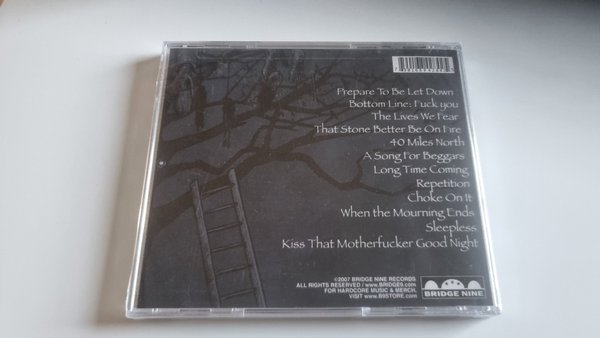 Prepare To Be Let Down
Bottom Line: Fuck you
The Lives We Fear
That Stone Better Be On Fire
40 Miles North
A Song For Beggars
Long Time Coming
Repetition
Choke On It
When the Mourning Ends
Sleepless
Kiss That Motherfucker Good Night
©2007 BRIDGE NINE RECORDS
ALL RIGHTS RESERVED / www.BRIDGE9.com
FOR HARDCORE MUSIC & MERCH,
VISIT www.B9STORE.com
BRIDGE NINE